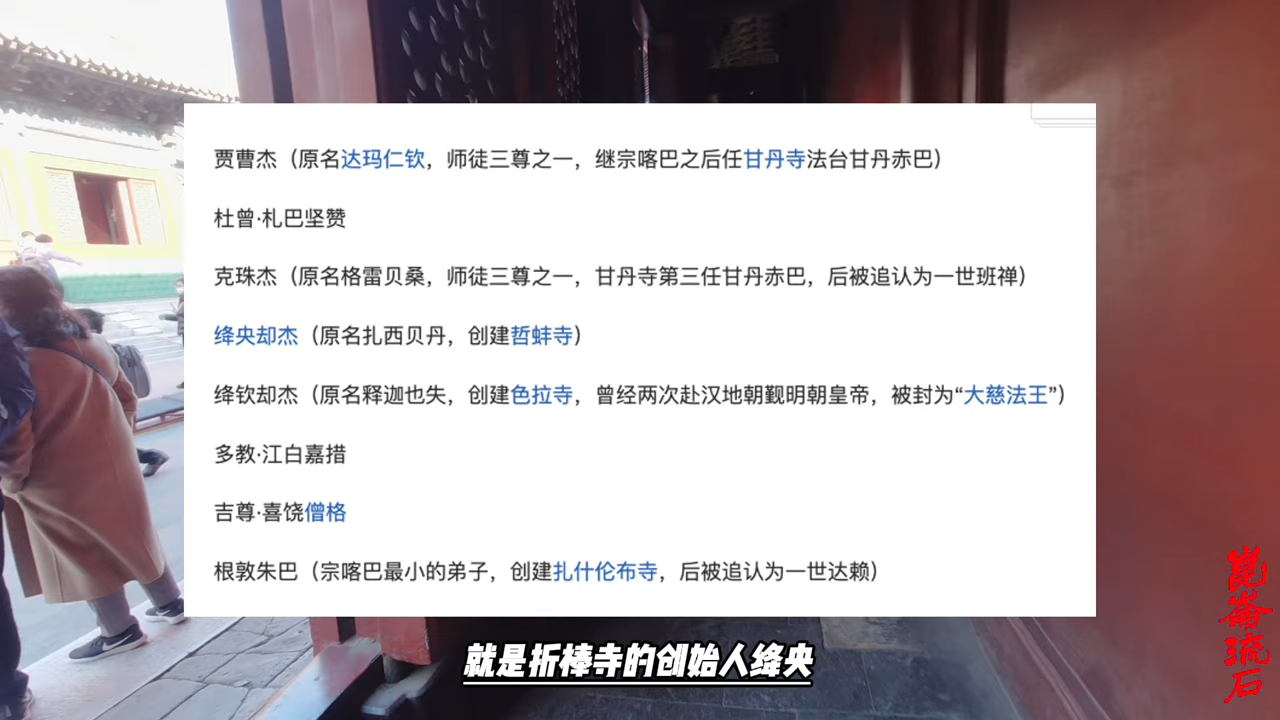 贾曹杰（原名达玛仁钦，师徒三尊之一，继宗喀巴之后任甘丹寺法台甘丹赤巴）
杜曾·札巴坚赞
克珠杰（原名格雷贝桑，师徒三尊之一，甘丹寺第三任甘丹赤巴，后被追认为一世班禅）
绛央却杰（原名扎西贝丹，创建哲蚌寺）
绛钦却杰（原名释迦也失，创建色拉寺，曾经两次赴汉地朝觐明朝皇帝，被封为“大慈法王”）
多教·江白嘉措
吉尊·喜饶僧格
根敦朱巴（宗喀巴最小的弟子，创建扎什伦布寺，后被追认为一世达赖）
就是折棒寺的创始人绛央
崑崙琉石